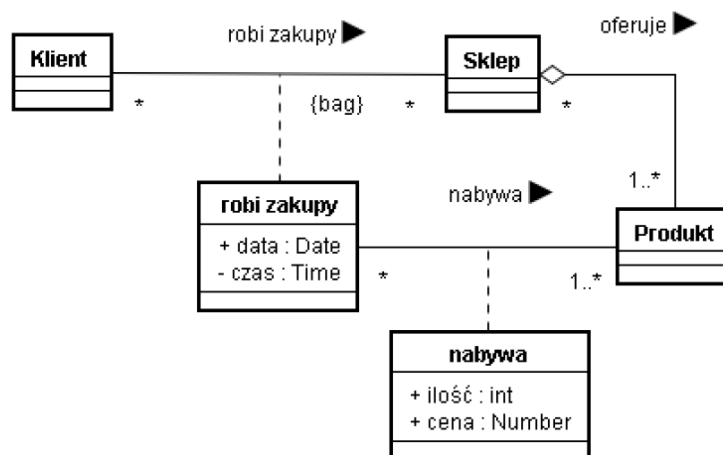 robi zakupy ▶
oferuje ▶
Klient
Sklep
*
{bag}
*
*
1..*
robi zakupy
+ data : Date
- czas : Time
nabywa ▶
*
1..*
Produkt
nabywa
+ ilość : int
+ cena : Number